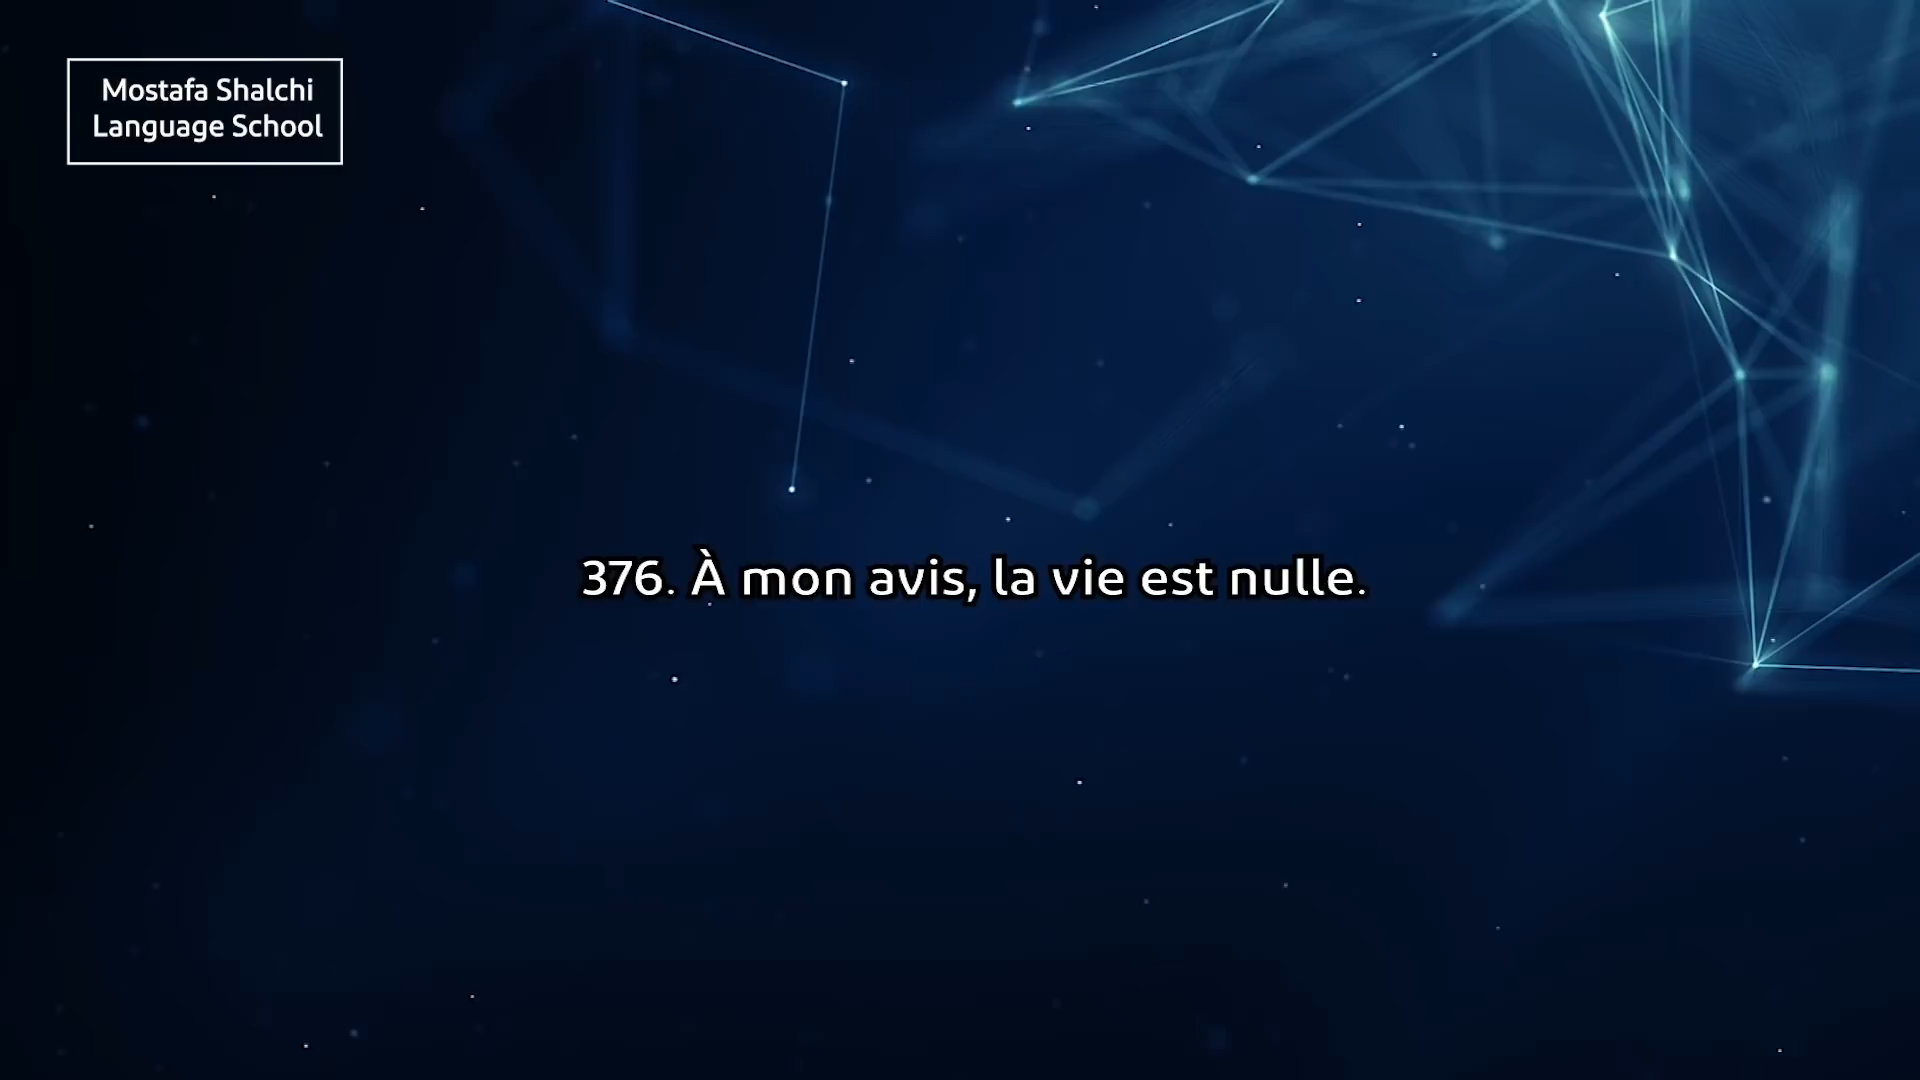 Mostafa Shalchi
Language School
376. À mon avis, la vie est nulle.